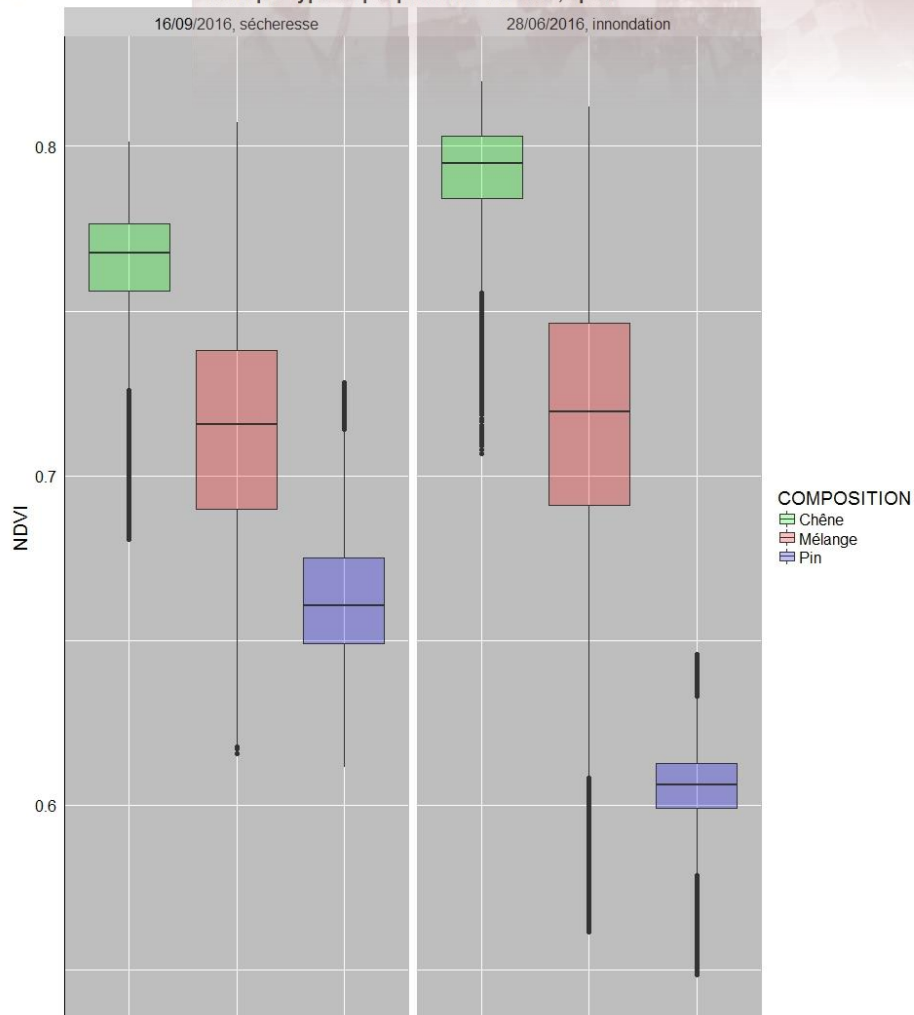 16/09/2016, sécheresse
28/06/2016, innondation
0.8
0.7
0.6
NDVI
COMPOSITION
Chêne
Mélange
Pin